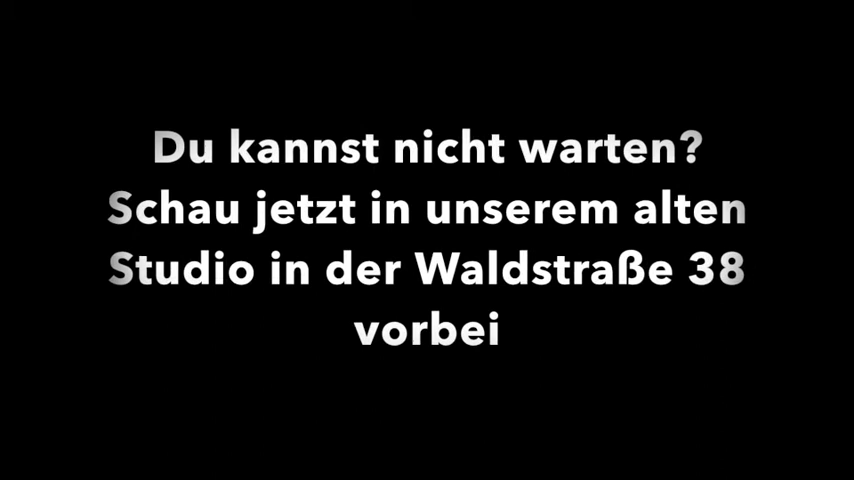 Du kannst nicht warten?
Schau jetzt in unserem alten
Studio in der Waldstraße 38
vorbei